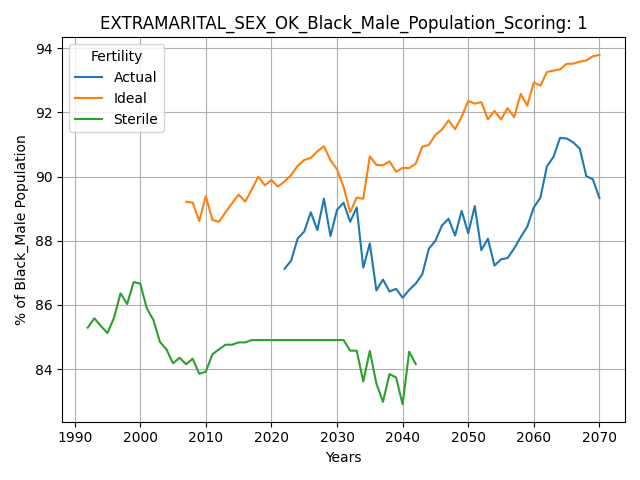 EXTRAMARITAL_SEX_OK_Black_Male_Population_Scoring: 1
Fertility
Actual
Ideal
Sterile
% of Black_Male Population
94
92
90
88
86
84
1990 2000 2010 2020 2030 2040 2050 2060 2070
Years